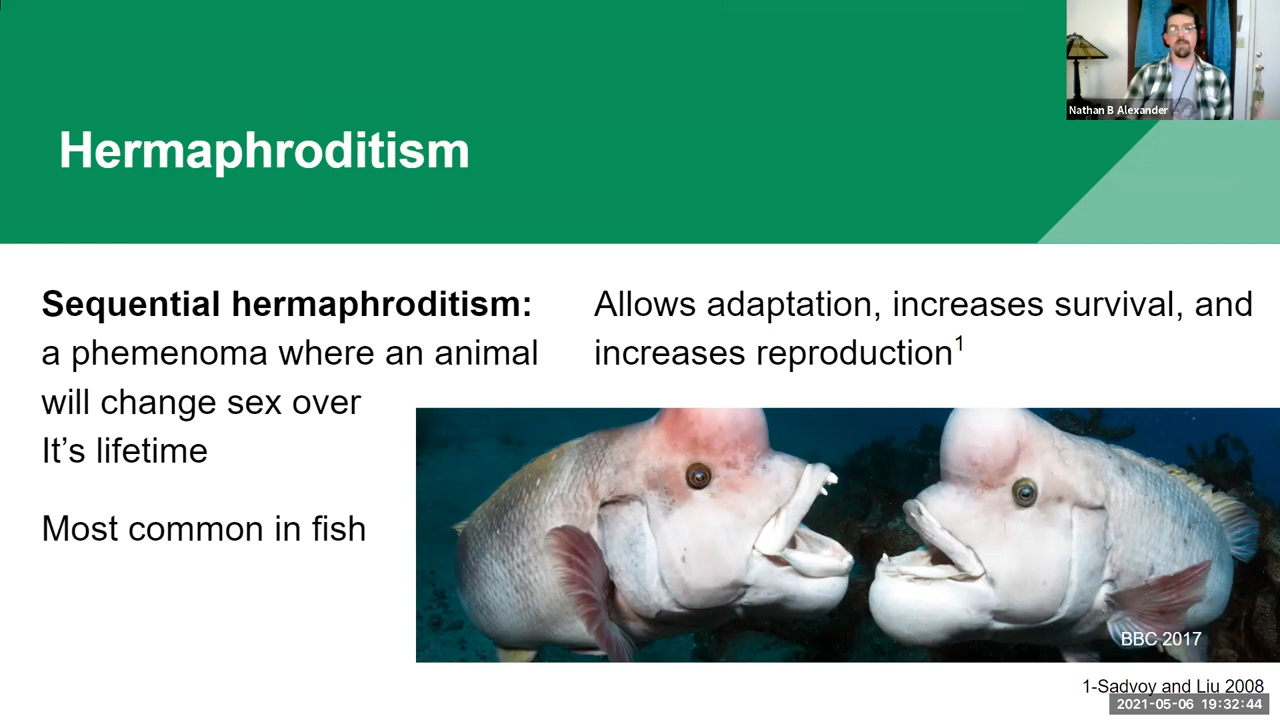 Nathan B Alexander
Hermaphroditism
Sequential hermaphroditism:
a phemenoma where an animal
will change sex over
It's lifetime
Most common in fish
Allows adaptation, increases survival, and
increases reproduction¹
BBC 2017
1-Sadvoy and Liu 2008
2021-05-06 19:32:44